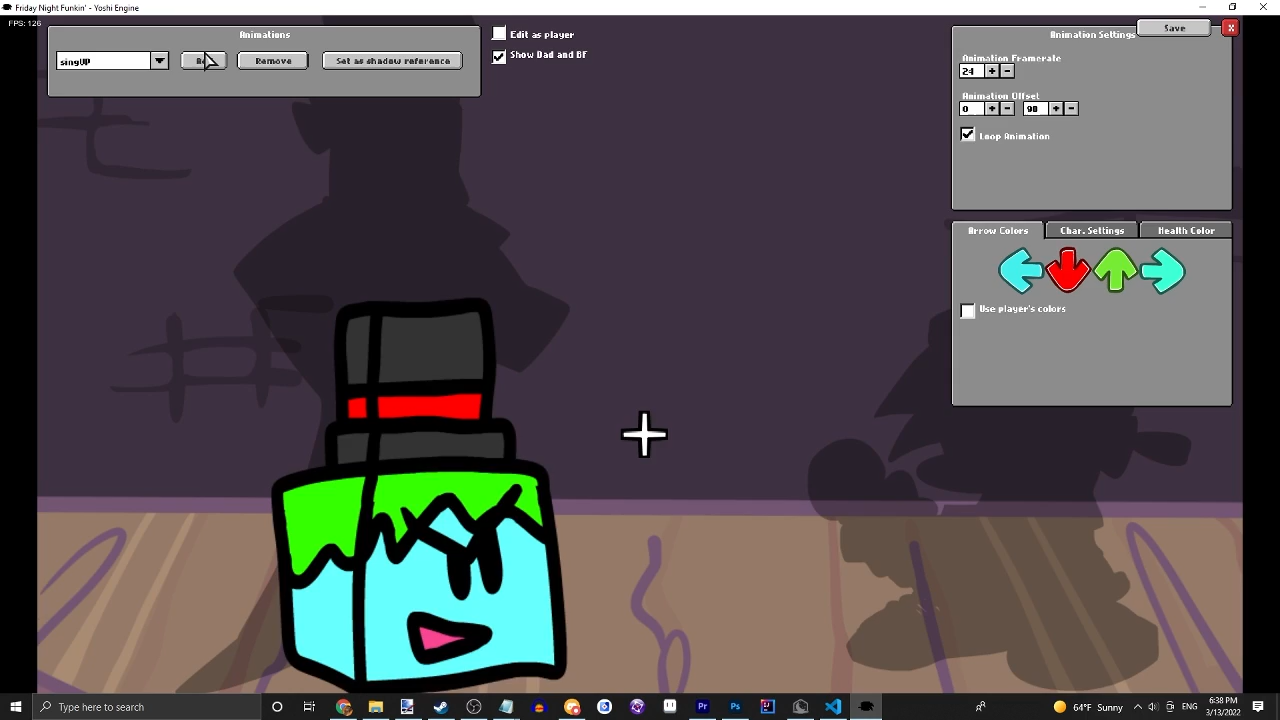 Friday Night Funkin' - Yoshi Engine
FPS: 126
Animations
singUP
Remove
Set as shadow reference
Edit as player
Show Dad and BF
Save
X
Animation Settings
Animation Framerate
24 + -
Animation Offset
0 + - 90 + -
Loop Animation
Arrow Colors Char. Settings Health Color
Use player's colors
Type here to search
64°F Sunny
ENG
6:38 PM
3/13/2022